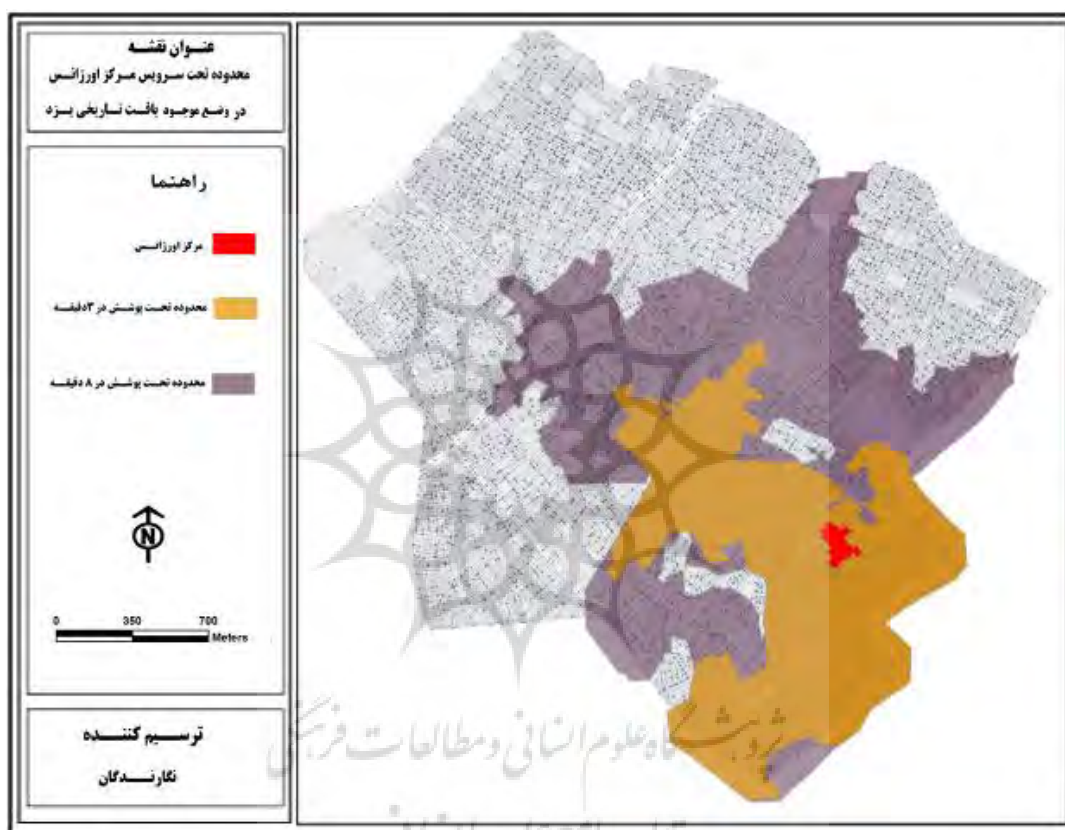 عنوان نقشه
محدوده تحت سرویس مرکز اورژانس
در وضع موجود بافت تاریخی یزد
راهنما
مرکز اورژانس
محدوده تحت پوشش در ۳دقیقه
محدوده تحت پوشش در ۸ دقیقه
N
0 350 700
Meters
ترسیم کننده
نگارندگان
پژوهشگاه علوم انسانی و مطالعات فرهنگی